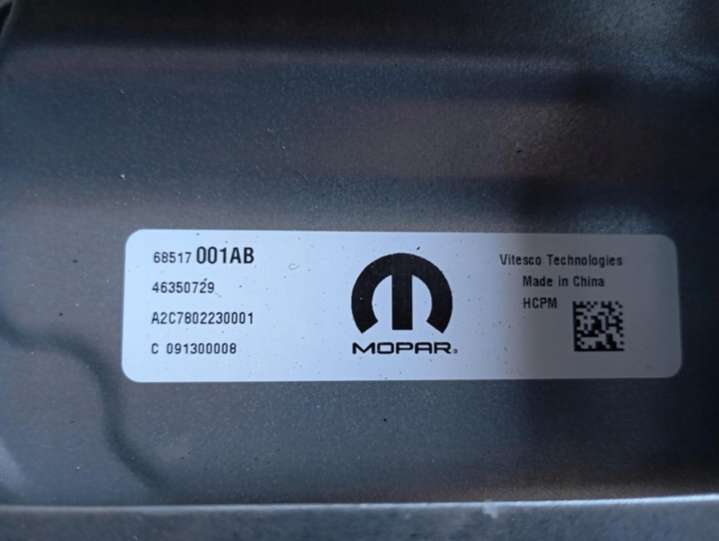 68517 001AB
46350729
A2C7802230001
C 091300008
MOPAR
Vitesco Technologies
Made in China
HCPM